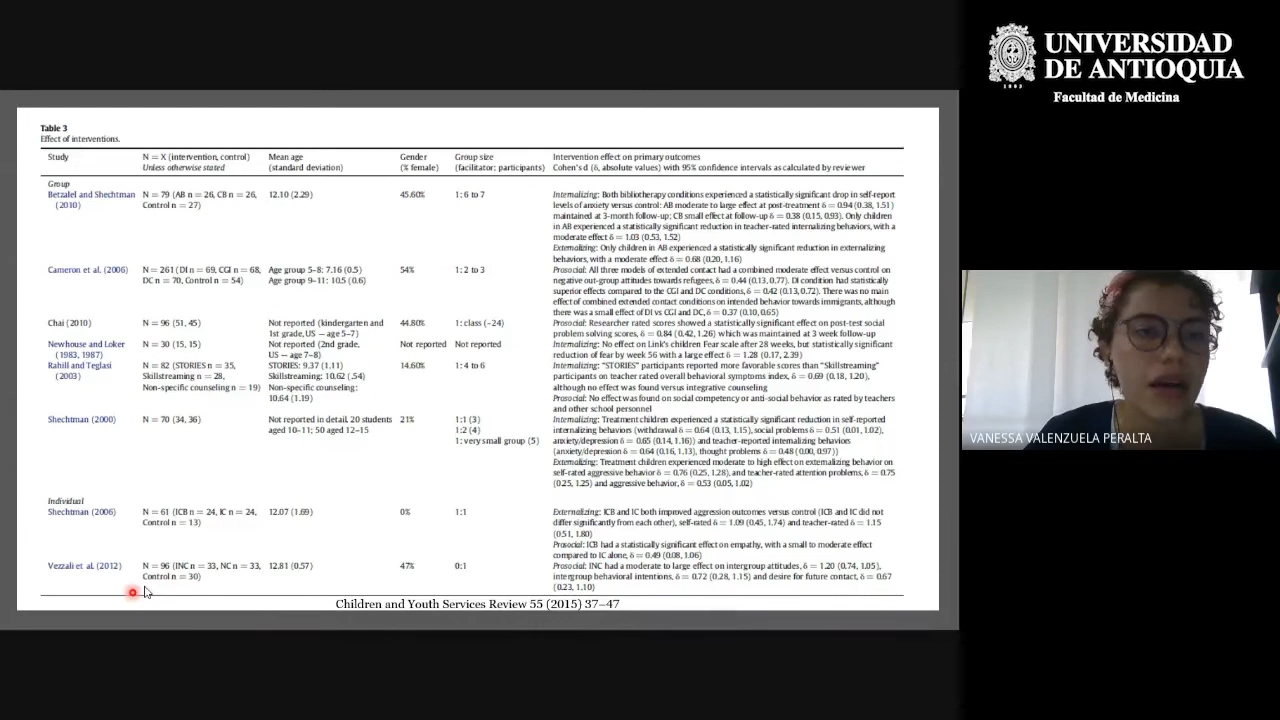 UNIVERSIDAD
DE ANTIOQUIA
1803
Facultad de Medicina
Table 3
Effect of interventions.
Study N = X (intervention, control) Mean age Gender Group size Intervention effect on primary outcomes
Unless otherwise stated (standard deviation) (% female) (facilitator: participants) Cohen's d (δ, absolute values) with 95% confidence intervals as calculated by reviewer
Group
Betzalel and Shechtman N = 79 (AB n = 26, CB n = 26, 12.10 (2.29) 45.60% 1: 6 to 7 Internalizing: Both bibliotherapy conditions experienced a statistically significant drop in self-report
(2010) Control n = 27) levels of anxiety versus control: AB moderate to large effect at post-treatment δ = 0.94 (0.38, 1.51)
maintained at 3-month follow-up; CB small effect at follow-up δ = 0.38 (0.15, 0.93). Only children
in AB experienced a statistically significant reduction in teacher-rated internalizing behaviors, with a
moderate effect δ = 1.03 (0.53, 1.52)
Externalizing: Only children in AB experienced a statistically significant reduction in externalizing
behaviors, with a moderate effect δ = 0.68 (0.20, 1.16)
Cameron et al. (2006) N = 261 (DI n = 69, CGI n = 68, Age group 5–8: 7.16 (0.5) 54% 1: 2 to 3 Prosocial: All three models of extended contact had a combined moderate effect versus control on
DC n = 70, Control n = 54) Age group 9–11: 10.5 (0.6) negative out-group attitudes towards refugees, δ = 0.44 (0.13, 0.77). DI condition had statistically
superior effects compared to the CGI and DC conditions, δ = 0.42 (0.13, 0.72). There was no main
effect of combined extended contact conditions on intended behavior towards immigrants, although
there was a small effect of DI vs CGI and DC, δ = 0.37 (0.10, 0.65)
Chai (2010) N = 96 (51, 45) Not reported (kindergarten and 44.80% 1: class (~24) Prosocial: Researcher rated scores showed a statistically significant effect on post-test social
1st grade, US — age 5–7) problem solving scores, δ = 0.84 (0.42, 1.26) which was maintained at 3 week follow-up
Newhouse and Loker N = 30 (15, 15) Not reported (2nd grade, Not reported Not reported Internalizing: No effect on Link's children Fear scale after 28 weeks, but statistically significant
(1983, 1987) US — age 7–8) reduction of fear by week 56 with a large effect δ = 1.28 (0.17, 2.39)
Rahill and Teglasi N = 82 (STORIES n = 35, STORIES: 9.37 (1.11) 14.60% 1: 4 to 6 Internalizing: "STORIES" participants reported more favorable scores than "Skillstreaming"
(2003) Skillstreaming n = 28, Skillstreaming: 10.62 (.54) participants on teacher rated overall behavioral symptoms index, δ = 0.69 (0.18, 1.20),
Non-specific counseling n = 19) Non-specific counseling: although no effect was found versus integrative counseling
10.64 (1.19) Prosocial: No effect was found on social competency or anti-social behavior as rated by teachers
and other school personnel
Shechtman (2000) N = 70 (34, 36) Not reported in detail. 20 students 21% 1:1 (3) Internalizing: Treatment children experienced a statistically significant reduction in self-reported
aged 10–11; 50 aged 12–15 1:2 (4) internalizing behaviors (withdrawal δ = 0.64 (0.13, 1.15), social problems δ = 0.51 (0.01, 1.02),
1: very small group (5) anxiety/depression δ = 0.65 (0.14, 1.16)) and teacher-reported internalizing behaviors
(anxiety/depression δ = 0.64 (0.16, 1.13), thought problems δ = 0.48 (0.00, 0.97))
Externalizing: Treatment children experienced moderate to high effect on externalizing behavior on
self-rated aggressive behavior δ = 0.76 (0.25, 1.28), and teacher-rated attention problems, δ = 0.75
(0.25, 1.25) and aggressive behavior, δ = 0.53 (0.05, 1.02)
Individual
Shechtman (2006) N = 61 (ICB n = 24, IC n = 24, 12.07 (1.69) 0% 1:1 Externalizing: ICB and IC both improved aggression outcomes versus control (ICB and IC did not
Control n = 13) differ significantly from each other), self-rated δ = 1.09 (0.45, 1.74) and teacher-rated δ = 1.15
(0.51, 1.80)
Prosocial: ICB had a statistically significant effect on empathy, with a small to moderate effect
compared to IC alone, δ = 0.49 (0.08, 1.06)
Vezzali et al. (2012) N = 96 (INC n = 33, NC n = 33, 12.81 (0.57) 47% 0:1 Prosocial: INC had a moderate to large effect on intergroup attitudes, δ = 1.20 (0.74, 1.05),
Control n = 30) intergroup behavioral intentions, δ = 0.72 (0.28, 1.15) and desire for future contact, δ = 0.67
(0.23, 1.10)
Children and Youth Services Review 55 (2015) 37–47
VANESSA VALENZUELA PERALTA